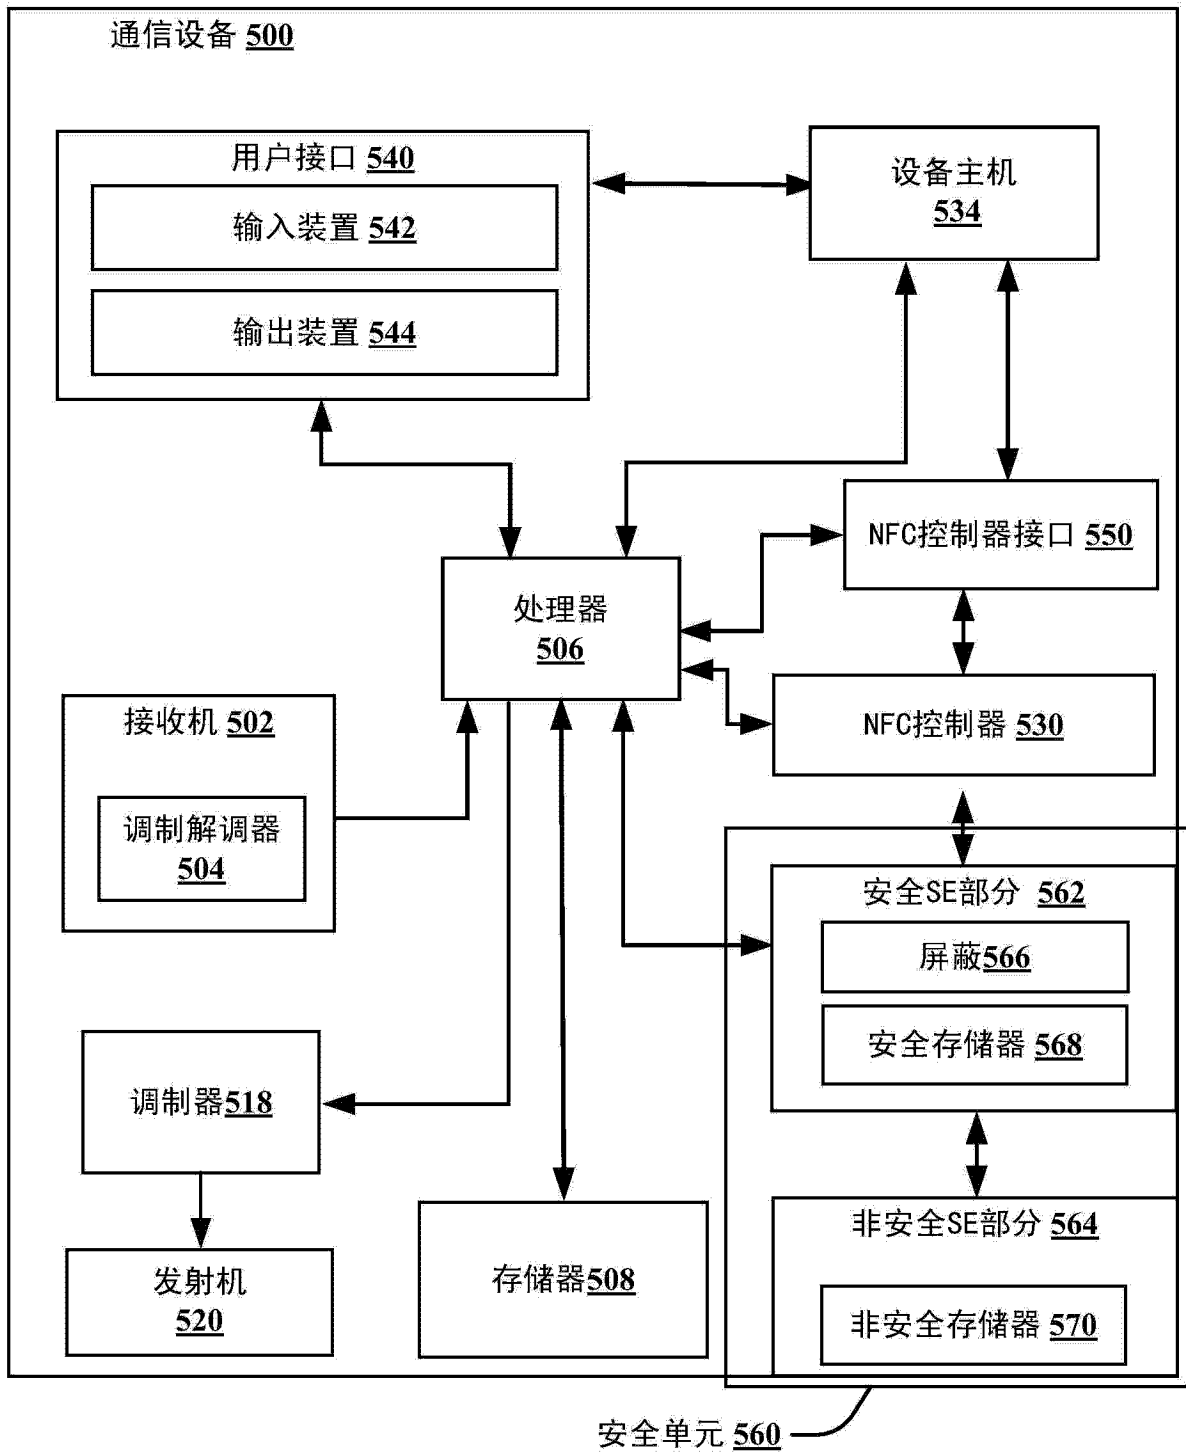 通信设备 500
用户接口 540
输入装置 542
输出装置 544
设备主机
534
NFC控制器接口 550
处理器
506
NFC控制器 530
接收机 502
调制解调器
504
安全SE部分 562
屏蔽566
安全存储器 568
调制器518
非安全SE部分 564
存储器508
发射机
520
非安全存储器 570
安全单元 560